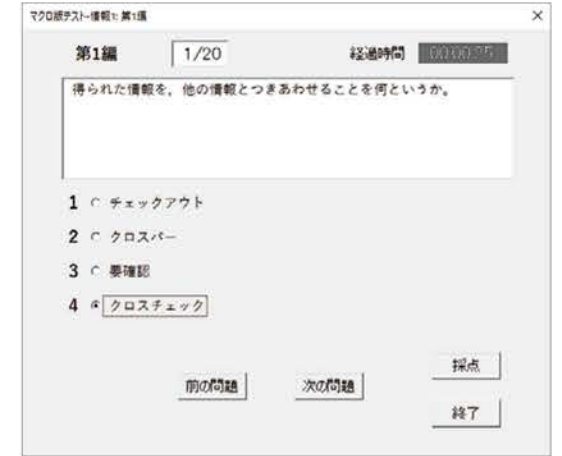 マクロ版テスト-情報1: 第1編
第1編 1/20 経過時間 00:00:25
得られた情報を，他の情報とつきあわせることを何というか。
1 チェックアウト
2 クロスバー
3 要確認
4 クロスチェック
採点
前の問題 次の問題
終了